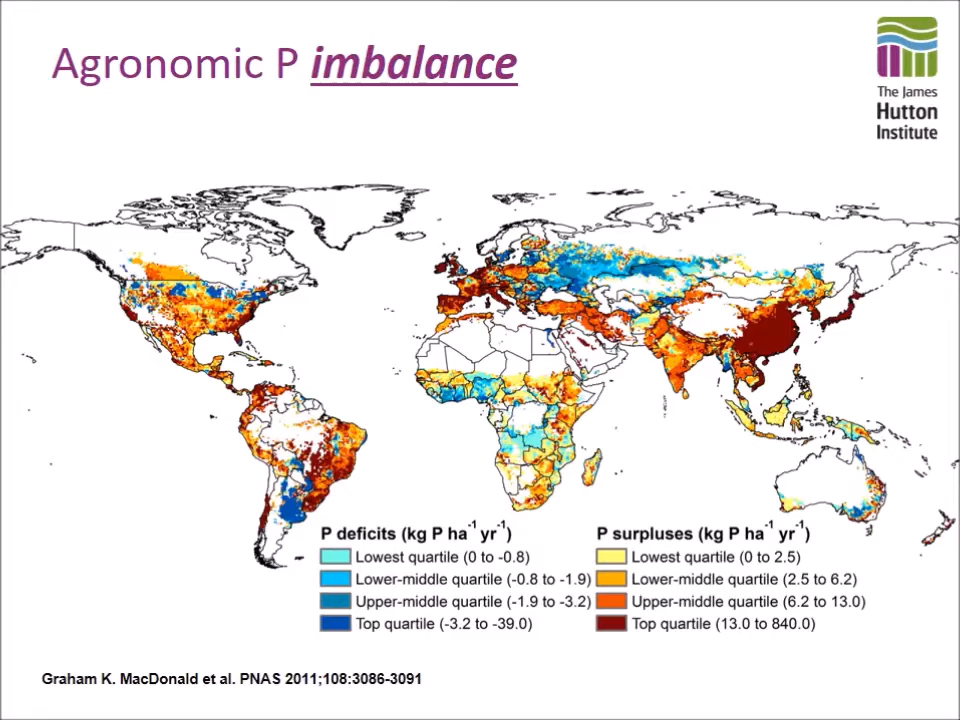 Agronomic P imbalance
The James
Hutton
Institute
P deficits (kg P ha-1 yr-1)
Lowest quartile (0 to -0.8)
Lower-middle quartile (-0.8 to -1.9)
Upper-middle quartile (-1.9 to -3.2)
Top quartile (-3.2 to -39.0)
P surpluses (kg P ha-1 yr-1)
Lowest quartile (0 to 2.5)
Lower-middle quartile (2.5 to 6.2)
Upper-middle quartile (6.2 to 13.0)
Top quartile (13.0 to 840.0)
Graham K. MacDonald et al. PNAS 2011;108:3086-3091